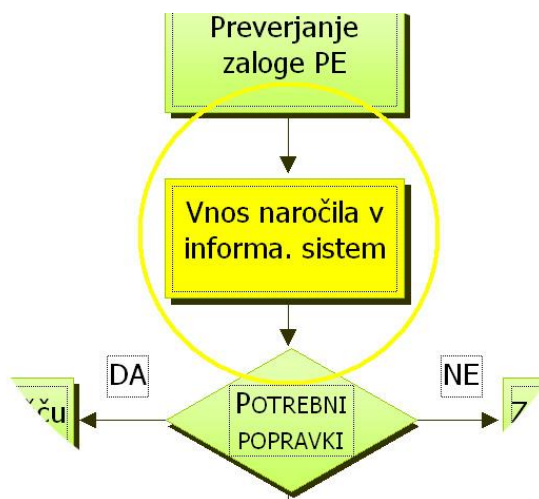 Preverjanje
zaloge PE
Vnos naročila v
informa. sistem
DA
NE
POTREBNI
POPRAVKI